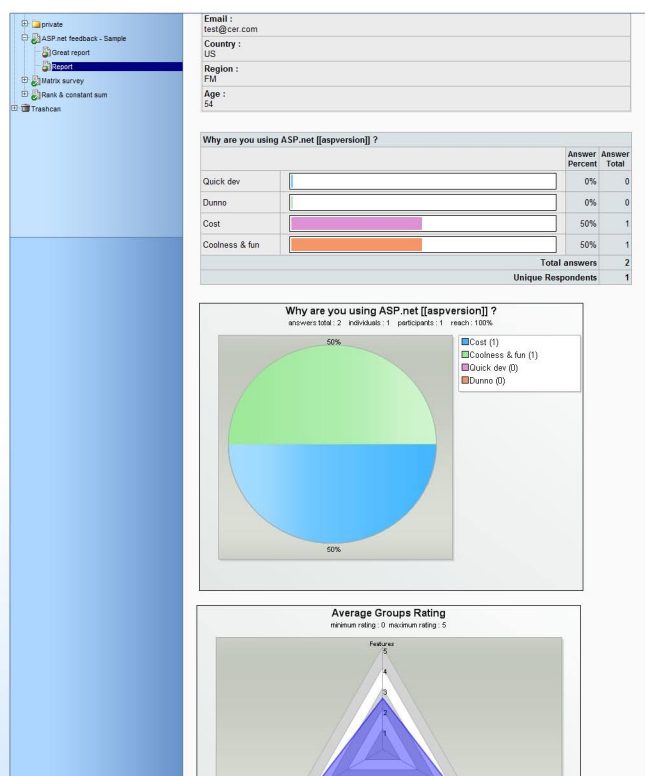 private
ASP.net feedback - Sample
Great report
Report
Matrix survey
Rank & constant sum
Trashcan
Email :
test@cer.com
Country :
US
Region :
FM
Age :
54
Why are you using ASP.net [[aspversion]] ?
Answer Percent Answer Total
Quick dev 0% 0
Dunno 0% 0
Cost 50% 1
Coolness & fun 50% 1
Total answers 2
Unique Respondents 1
Why are you using ASP.net [[aspversion]] ?
answers total : 2 individuals : 1 participants : 1 reach : 100%
50%
Cost (1)
Coolness & fun (1)
Quick dev (0)
Dunno (0)
50%
Average Groups Rating
minimum rating : 0 maximum rating : 5
Features
5
4
3
2
1